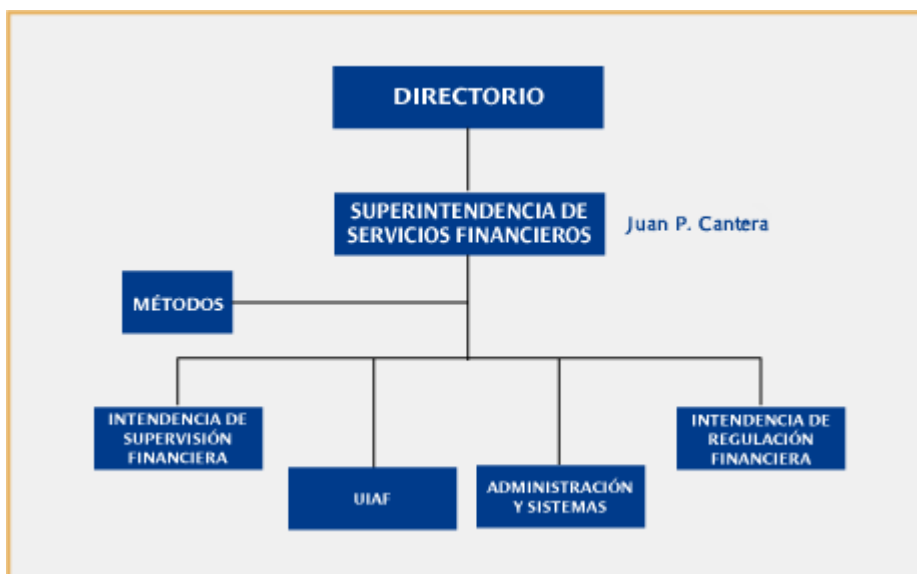 DIRECTORIO
SUPERINTENDENCIA DE
SERVICIOS FINANCIEROS
Juan P. Cantera
MÉTODOS
INTENDENCIA DE
SUPERVISIÓN
FINANCIERA
UIAF
ADMINISTRACIÓN
Y SISTEMAS
INTENDENCIA DE
REGULACIÓN
FINANCIERA